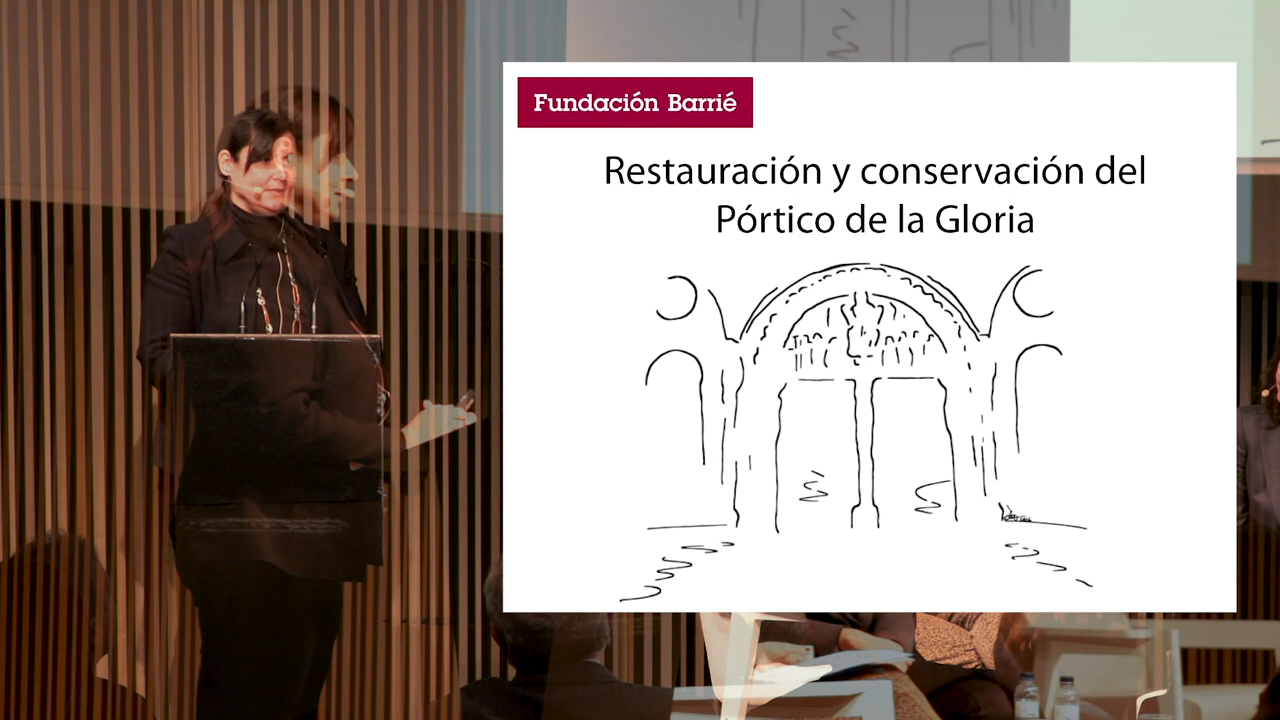 Fundación Barrié
Restauración y conservación del
Pórtico de la Gloria